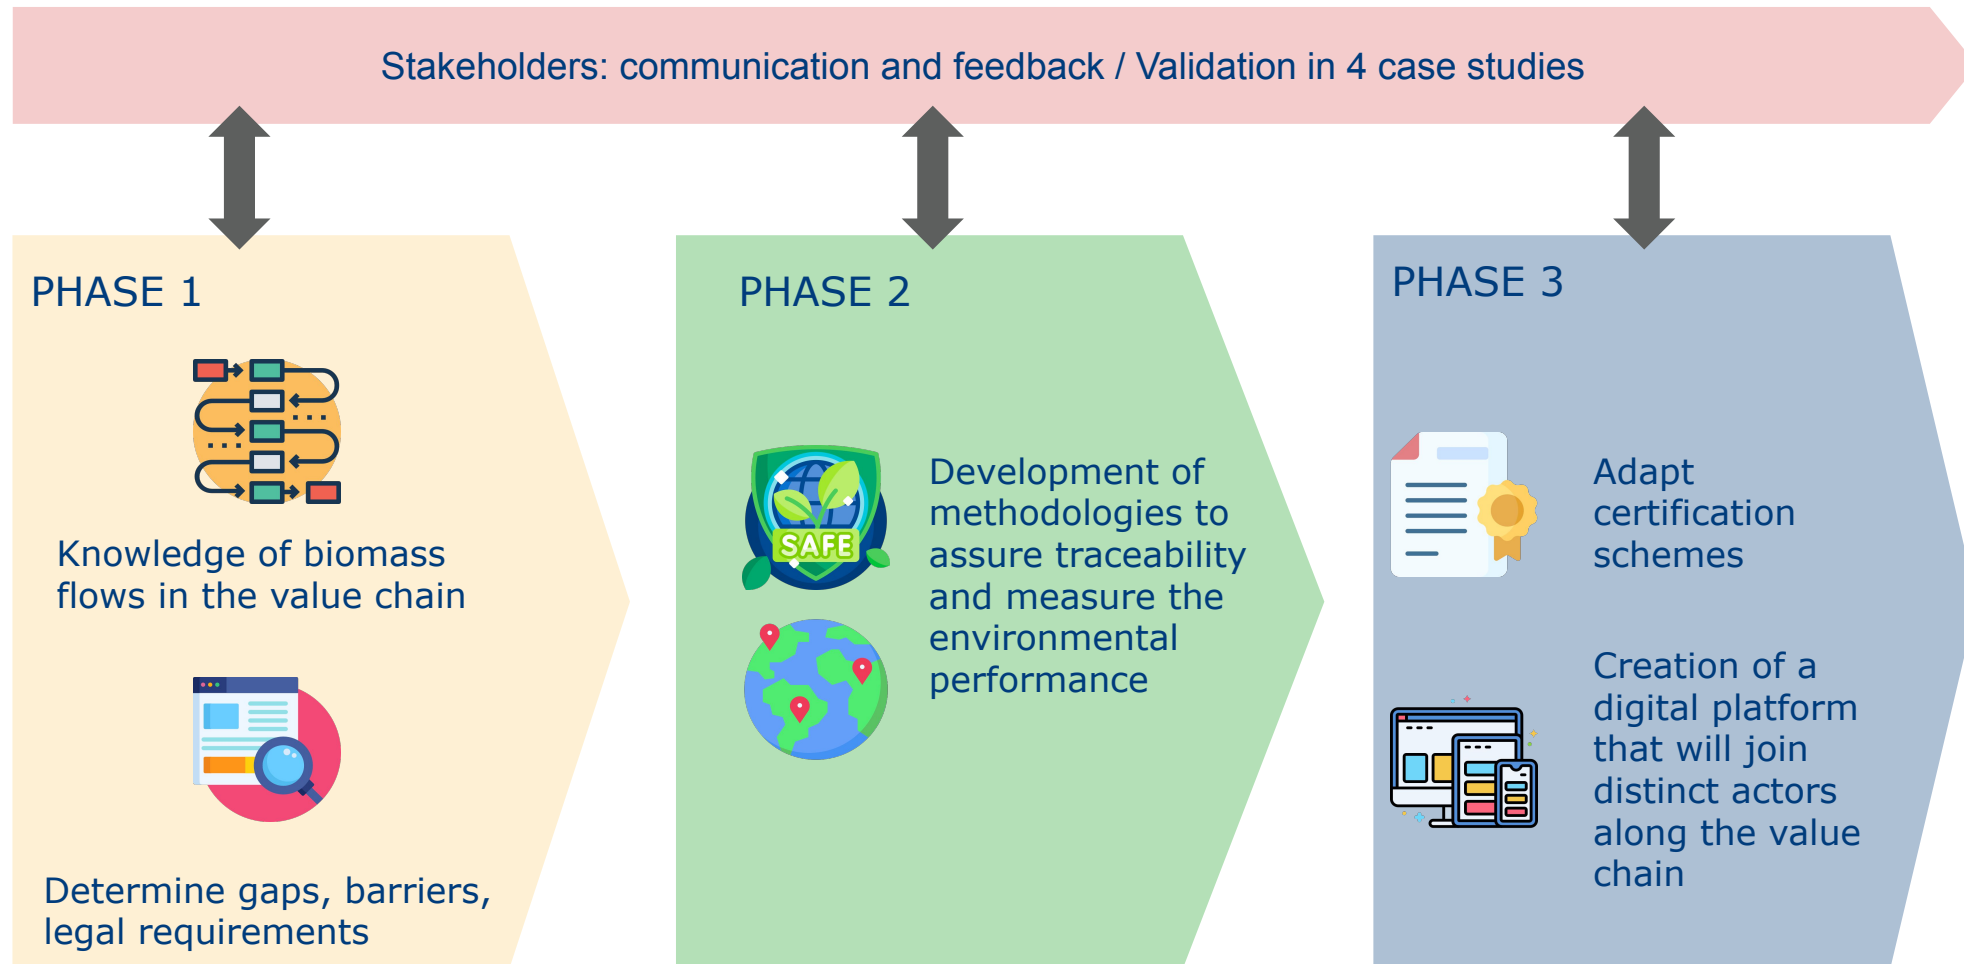 Stakeholders: communication and feedback / Validation in 4 case studies
PHASE 1
Knowledge of biomass
flows in the value chain
Determine gaps, barriers,
legal requirements
PHASE 2
SAFE
Development of
methodologies to
assure traceability
and measure the
environmental
performance
PHASE 3
Adapt
certification
schemes
Creation of a
digital platform
that will join
distinct actors
along the value
chain